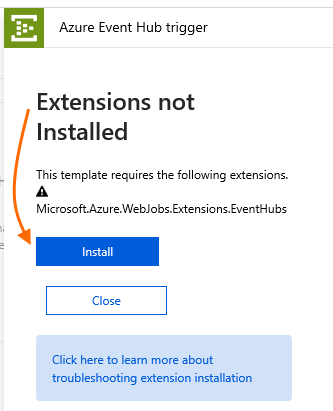 Azure Event Hub trigger
Extensions not
Installed
This template requires the following extensions.
Microsoft.Azure.WebJobs.Extensions.EventHubs
Install
Close
Click here to learn more about
troubleshooting extension installation